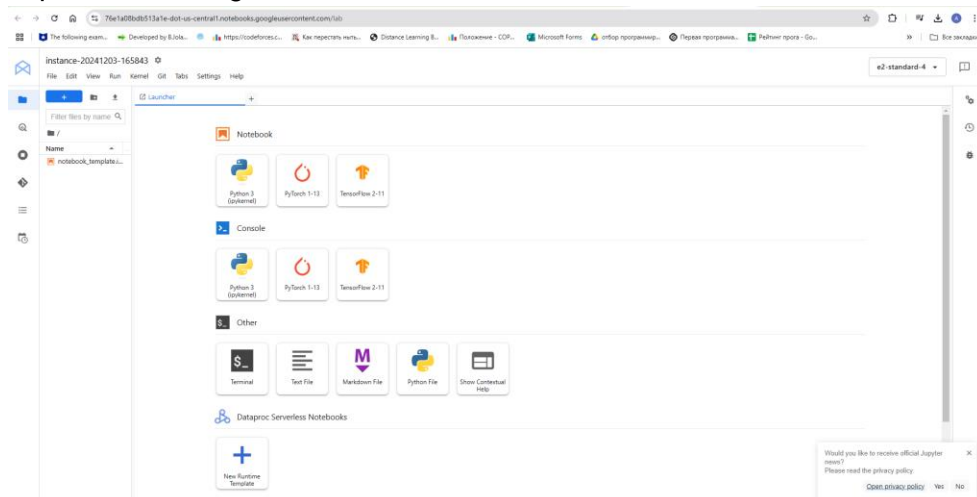 76e1a08bdb513a1e-dot-us-central1.notebooks.googleusercontent.com/lab
The following exam...
Developed by B.Jola...
https://codeforces.c...
Как перестать ныть...
Distance Learning B...
Положение - COP...
Microsoft Forms
отбор программир...
Первая программа...
Рейтинг прога - Go...
Все закладки
instance-20241203-165843
e2-standard-4
File Edit View Run Kernel Git Tabs Settings Help
Launcher
Filter files by name
/
Name
notebook_template.i...
Notebook
Python 3
(ipykernel)
PyTorch 1-13
TensorFlow 2-11
Console
Python 3
(ipykernel)
PyTorch 1-13
TensorFlow 2-11
$_ Other
$_
Terminal
Text File
M
Markdown File
Python File
Show Contextual
Help
Dataproc Serverless Notebooks
New Runtime
Template
Would you like to receive official Jupyter
news?
Please read the privacy policy.
Open privacy policy Yes No